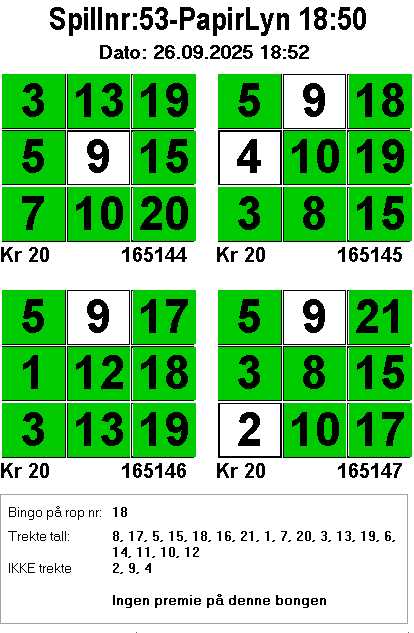 Spillnr:53-PapirLyn 18:50
Dato: 26.09.2025 18:52
3 13 19 5 9 18
5 9 15 4 10 19
7 10 20 3 8 15
Kr 20 165144 Kr 20 165145
5 9 17 5 9 21
1 12 18 3 8 15
3 13 19 2 10 17
Kr 20 165146 Kr 20 165147
Bingo på rop nr: 18
Trekte tall: 8, 17, 5, 15, 18, 16, 21, 1, 7, 20, 3, 13, 19, 6,
14, 11, 10, 12
IKKE trekte 2, 9, 4
Ingen premie på denne bongen